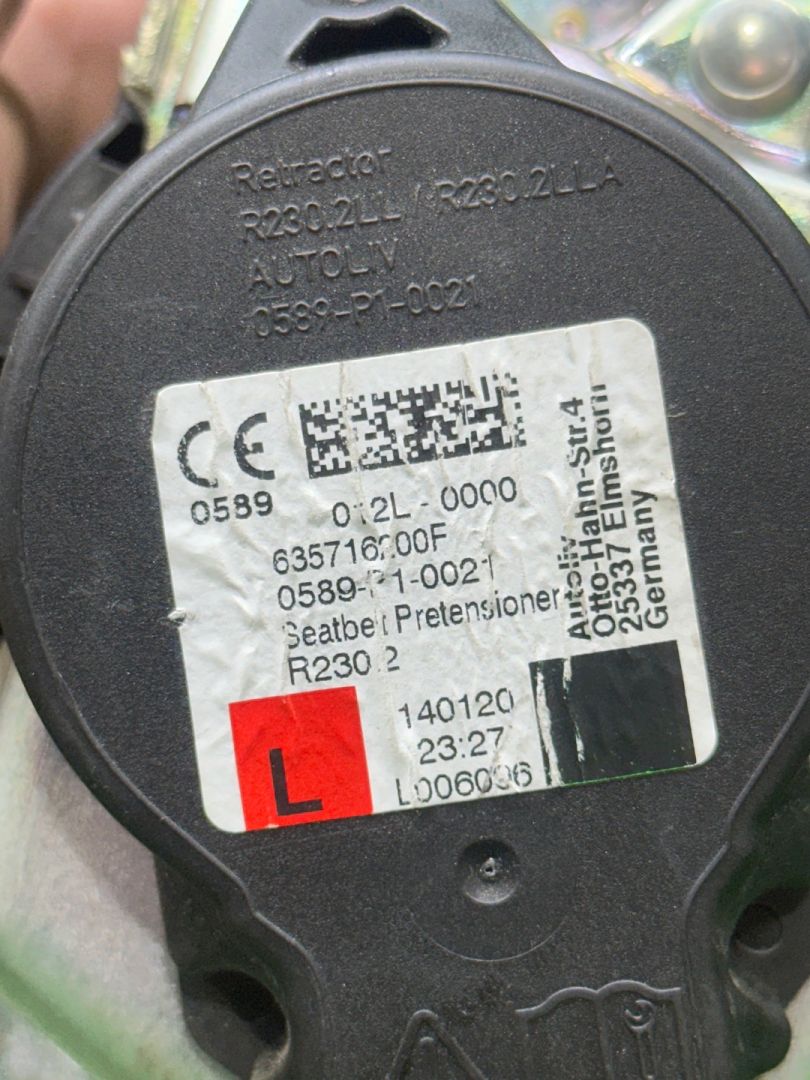 Retractor
R230.2LL / R230.2LLA
AUTOLIV
0589-P1-0021
CE
0589
012L-0000
635716200F
0589-P1-0021
Seatbelt Pretensioner
R230.2
L
140120
23:27
L006096
Autoliv
Otto-Hahn-Str.4
25337 Elmshorn
Germany